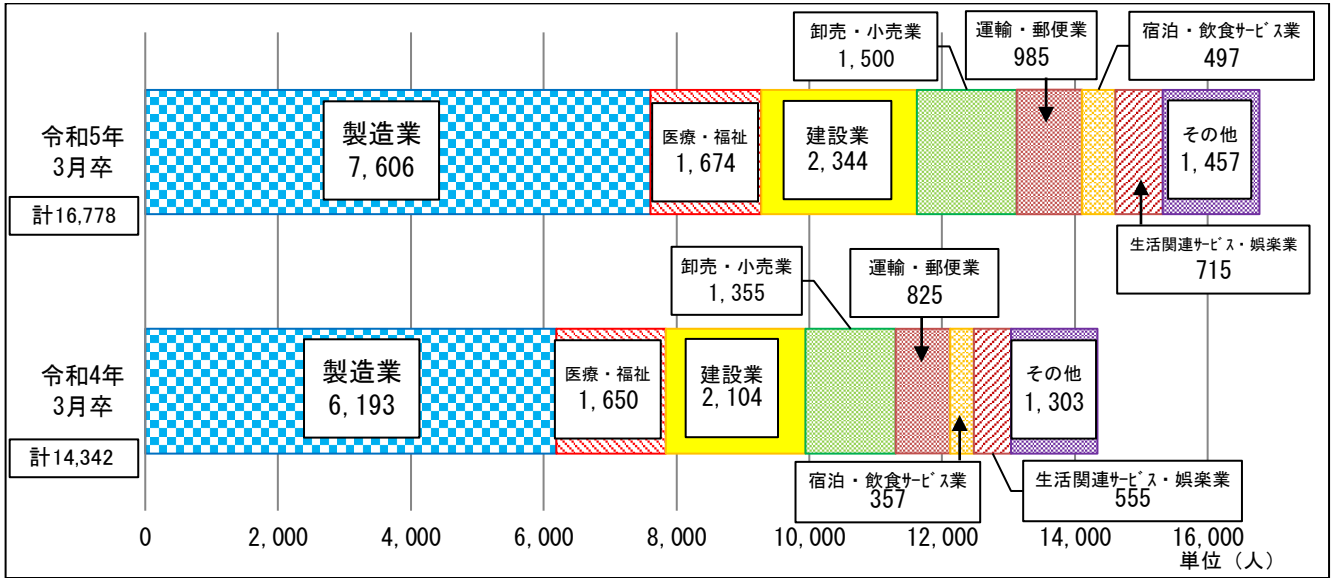 卸売・小売業
1,500
運輸・郵便業
985
宿泊・飲食ｻｰﾋﾞｽ業
497
令和5年
3月卒
計16,778
製造業
7,606
医療・福祉
1,674
建設業
2,344
その他
1,457
生活関連ｻｰﾋﾞｽ・娯楽業
715
卸売・小売業
1,355
運輸・郵便業
825
令和4年
3月卒
計14,342
製造業
6,193
医療・福祉
1,650
建設業
2,104
その他
1,303
宿泊・飲食ｻｰﾋﾞｽ業
357
生活関連ｻｰﾋﾞｽ・娯楽業
555
0 2,000 4,000 6,000 8,000 10,000 12,000 14,000 16,000
単位（人）